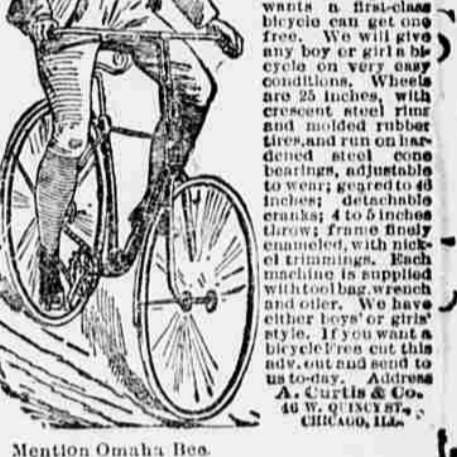 wants a first-class
bicycle can get one
free. We will give
any boy or girl a bi-
cycle on very easy
conditions. Wheels
are 25 inches, with
crescent steel rims
and molded rubber
tires, and run on har-
dened steel cone
bearings, adjustable
to wear; geared to 46
inches; detachable
cranks; 4 to 5 inches
throw; frame finely
enameled, with nick-
el trimmings. Each
machine is supplied
with tool bag, wrench
and oiler. We have
either boys' or girls'
style. If you want a
bicycle Free cut this
adv. out and send to
us to-day. Address
A. Curtis & Co.
46 W. QUINCY ST.,
CHICAGO, ILL.
Mention Omaha Bee.